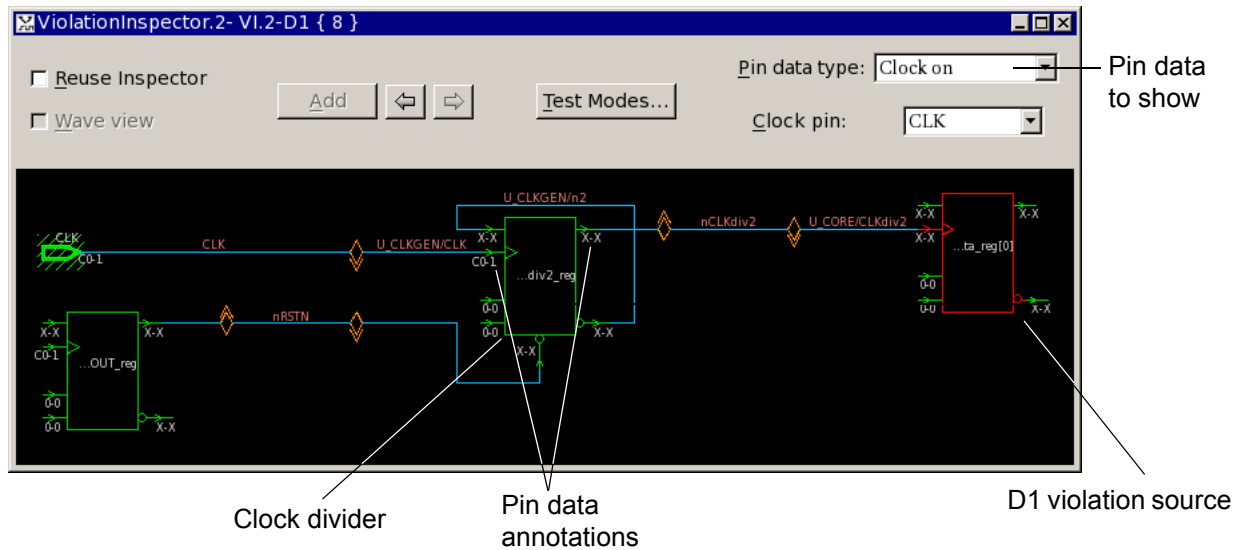 ViolationInspector.2- VI.2-D1 { 8 }
Reuse Inspector
Wave view
Add
Test Modes...
Pin data type: Clock on
Clock pin: CLK
Pin data
to show
U_CLKGEN/n2
CLK
C0-1
CLK
U_CLKGEN/CLK
X-X
C0-1
X-X
...div2_reg
0-0
0-0
X-X
X-X
nCLKdiv2
U_CORE/CLKdiv2
X-X
X-X
X-X
...ta_reg[0]
0-0
0-0
X-X
nRSTN
X-X
X-X
C0-1
...OUT_reg
0-0
0-0
X-X
Clock divider
Pin data
annotations
D1 violation source